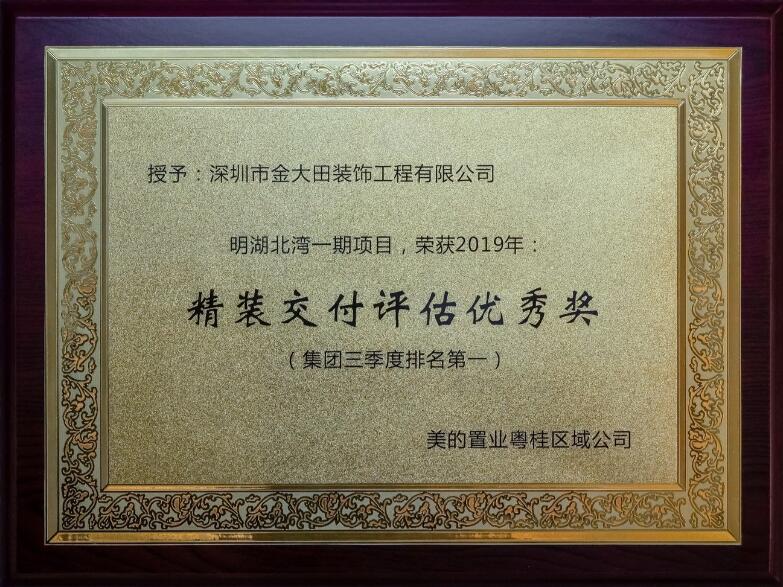 授予：深圳市金大田装饰工程有限公司
明湖北湾一期项目，荣获2019年：
精装交付评估优秀奖
（集团三季度排名第一）
美的置业粤桂区域公司